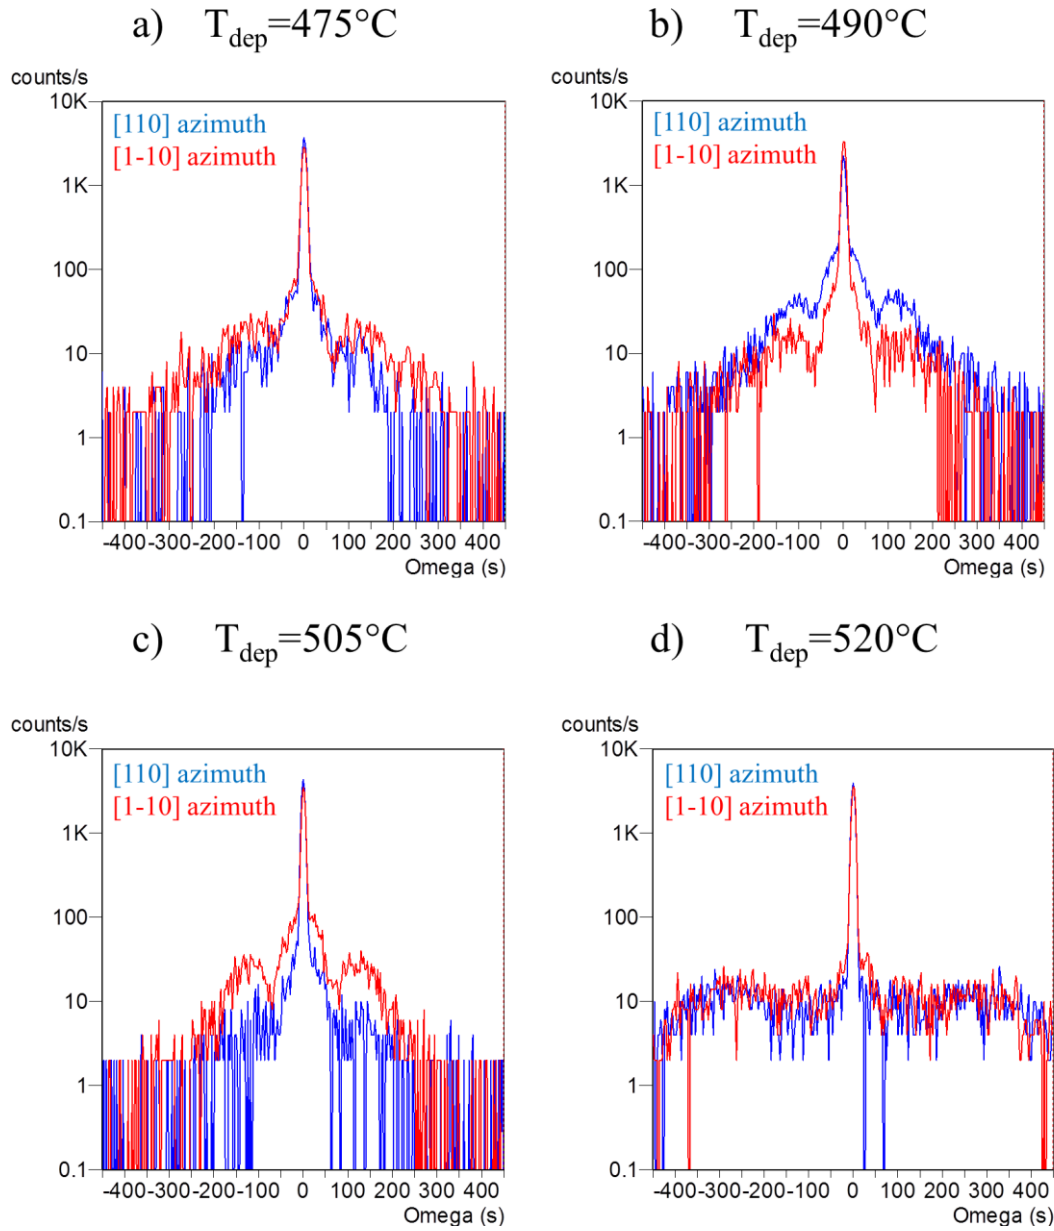 a) T_dep=475°C
b) T_dep=490°C
counts/s
10K
[110] azimuth
[1-10] azimuth
1K
100
10
1
0.1
-400-300-200-100 0 100 200 300 400
Omega (s)
counts/s
10K
[110] azimuth
[1-10] azimuth
1K
100
10
1
0.1
-400-300-200-100 0 100 200 300 400
Omega (s)
c) T_dep=505°C
d) T_dep=520°C
counts/s
10K
[110] azimuth
[1-10] azimuth
1K
100
10
1
0.1
-400-300-200-100 0 100 200 300 400
Omega (s)
counts/s
10K
[110] azimuth
[1-10] azimuth
1K
100
10
1
0.1
-400-300-200-100 0 100 200 300 400
Omega (s)